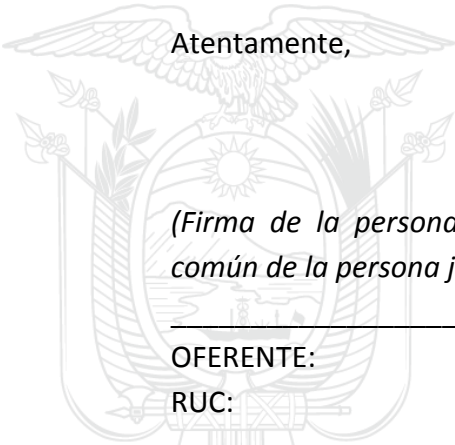 Atentamente,
(Firma de la persona
común de la persona j
OFERENTE:
RUC: